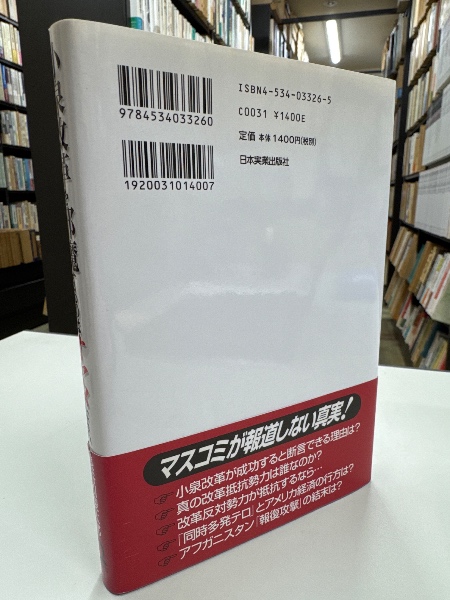 ISBN4-534-03326-5
C0031 ¥1400E
定価 本体1400円(税別)
日本実業出版社
9784534033260
1920031014007
マスコミが報道しない真実!
小泉改革が成功すると断言できる理由は?
真の改革抵抗勢力は誰なのか?
改革反対勢力が抵抗するなら…
「同時多発テロ」とアメリカ経済の行方は?
アフガニスタン「報復攻撃」の結末は?